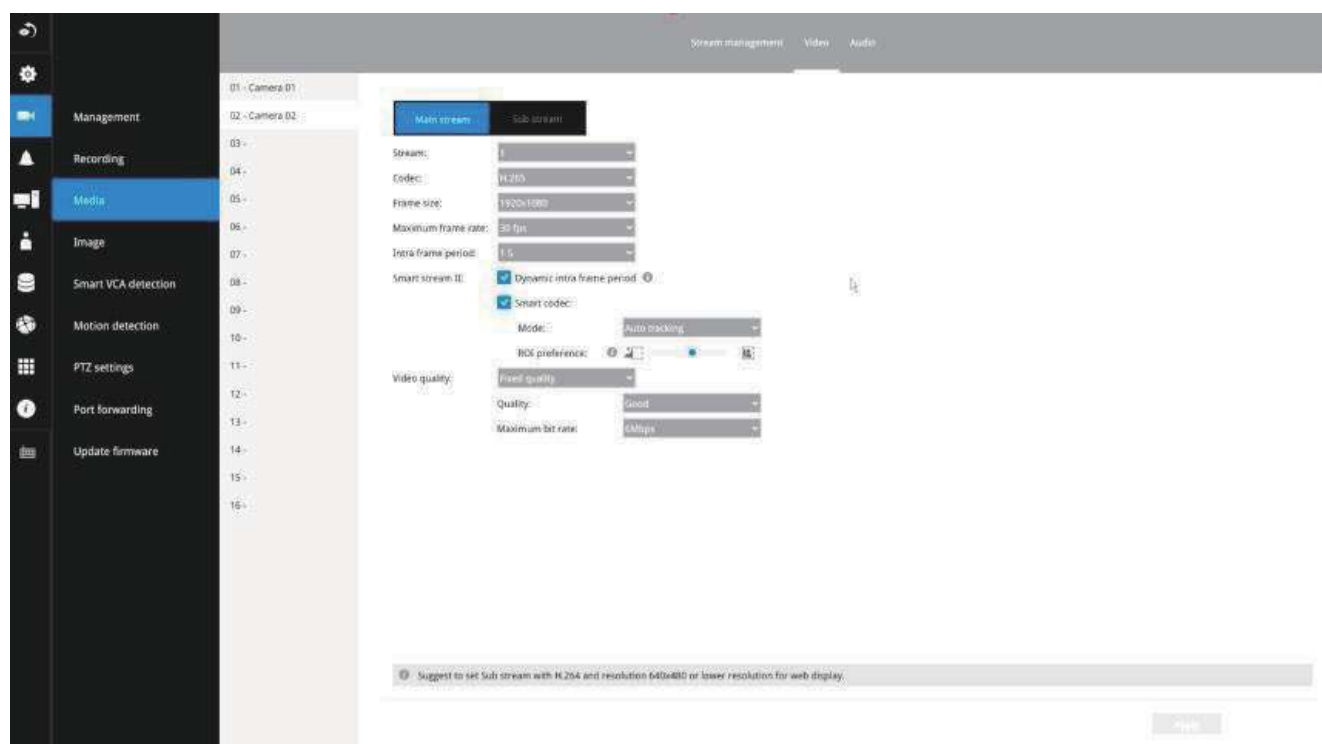 Stream management Video Audio
Management
Recording
Media
Image
Smart VCA detection
Motion detection
PTZ settings
Port forwarding
Update firmware
01 - Camera 01
02 - Camera 02
03 -
04 -
05 -
06 -
07 -
08 -
09 -
10 -
11 -
12 -
13 -
14 -
15 -
16 -
Main stream Sub stream
Stream: 1
Codec: H.265
Frame size: 1920x1080
Maximum frame rate: 30 fps
Intra frame period: 1 S
Smart stream II: Dynamic intra frame period
Smart codec:
Mode: Auto tracking
ROI preference:
Video quality: Fixed quality
Quality: Good
Maximum bit rate: 6Mbps
Suggest to set Sub stream with H.264 and resolution 640x480 or lower resolution for web display.